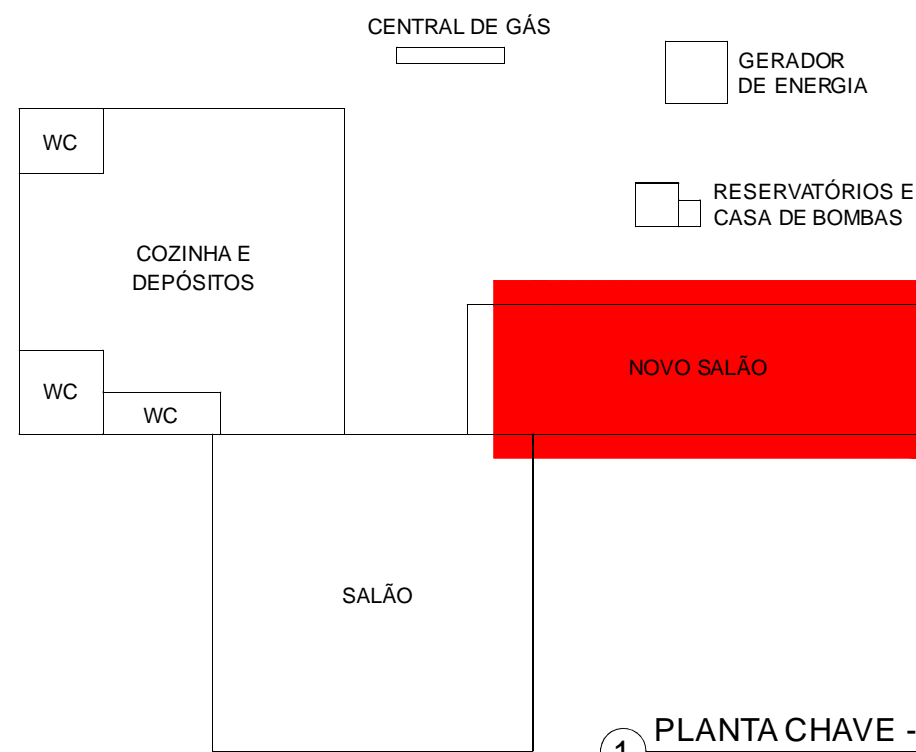 CENTRAL DE GÁS
GERADOR
DE ENERGIA
WC
RESERVATÓRIOS E
CASA DE BOMBAS
COZINHA E
DEPÓSITOS
NOVO SALÃO
WC
WC
SALÃO
PLANTA CHAVE -
1